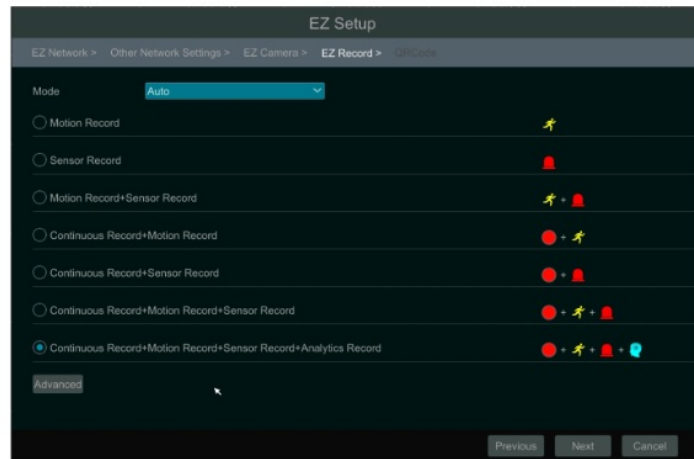 EZ Setup
EZ Network > Other Network Settings > EZ Camera > EZ Record > QRCode
Mode Auto
Motion Record
Sensor Record
Motion Record+Sensor Record
Continuous Record+Motion Record
Continuous Record+Sensor Record
Continuous Record+Motion Record+Sensor Record
Continuous Record+Motion Record+Sensor Record+Analytics Record
Advanced
Previous Next Cancel